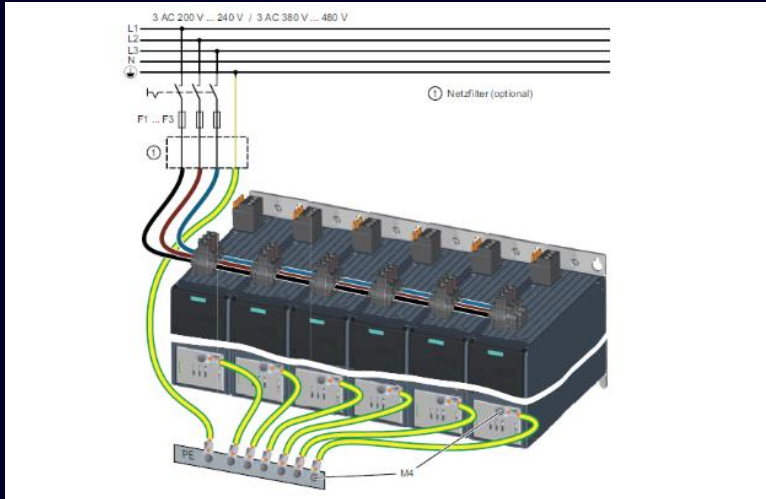 3 AC 200 V ... 240 V / 3 AC 380 V ... 480 V
L1
L2
L3
N
① Netzfilter (optional)
F1 ... F3
①
PE
M4